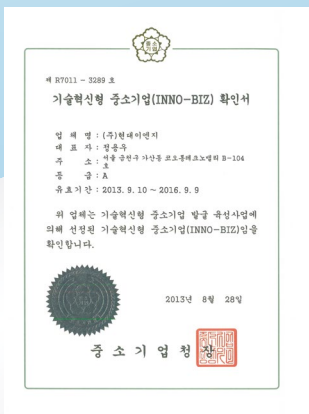 중소
기업
제 R7011 - 3289 호
기술혁신형 중소기업(INNO-BIZ) 확인서
업 체 명 : (주)현대이엔지
대 표 자 : 정용우
주 소 : 서울 금천구 가산동 코오롱테크노밸리 B-104
호
등 급 : A
유효기간 : 2013. 9. 10 ~ 2016. 9. 9
위 업체는 기술혁신형 중소기업 발굴 육성사업에
의해 선정된 기술혁신형 중소기업(INNO-BIZ)임을
확인합니다.
2013년 8월 28일
중 소 기 업 청 장